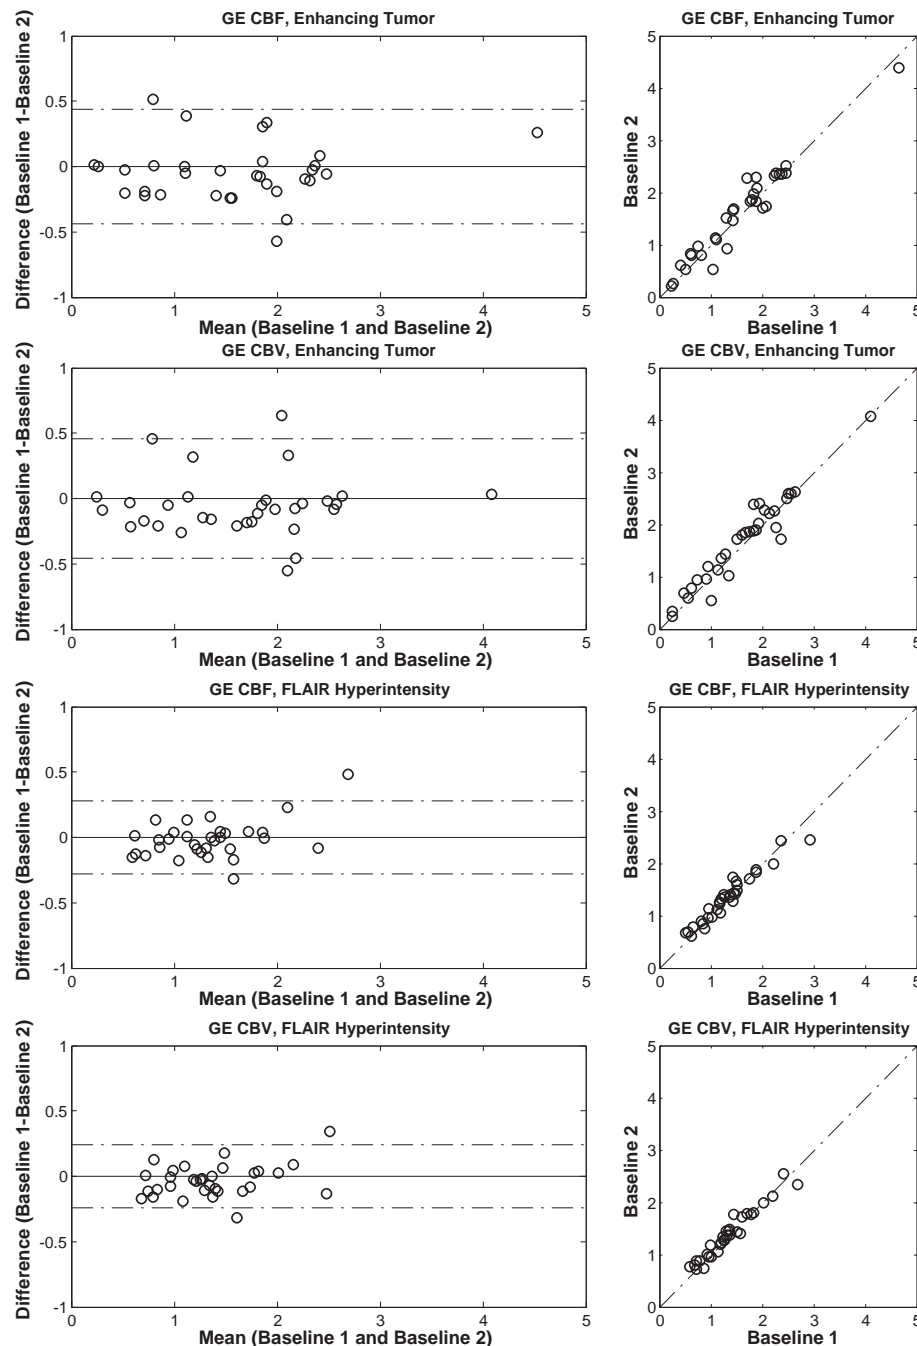 GE CBF, Enhancing Tumor
Difference (Baseline 1-Baseline 2)
1
0.5
0
-0.5
-1
0 1 2 3 4 5
Mean (Baseline 1 and Baseline 2)
GE CBF, Enhancing Tumor
Baseline 2
5
4
3
2
1
0
0 1 2 3 4 5
Baseline 1
GE CBV, Enhancing Tumor
Difference (Baseline 1-Baseline 2)
1
0.5
0
-0.5
-1
0 1 2 3 4 5
Mean (Baseline 1 and Baseline 2)
GE CBV, Enhancing Tumor
Baseline 2
5
4
3
2
1
0
0 1 2 3 4 5
Baseline 1
GE CBF, FLAIR Hyperintensity
Difference (Baseline 1-Baseline 2)
1
0.5
0
-0.5
-1
0 1 2 3 4 5
Mean (Baseline 1 and Baseline 2)
GE CBF, FLAIR Hyperintensity
Baseline 2
5
4
3
2
1
0
0 1 2 3 4 5
Baseline 1
GE CBV, FLAIR Hyperintensity
Difference (Baseline 1-Baseline 2)
1
0.5
0
-0.5
-1
0 1 2 3 4 5
Mean (Baseline 1 and Baseline 2)
GE CBV, FLAIR Hyperintensity
Baseline 2
5
4
3
2
1
0
0 1 2 3 4 5
Baseline 1